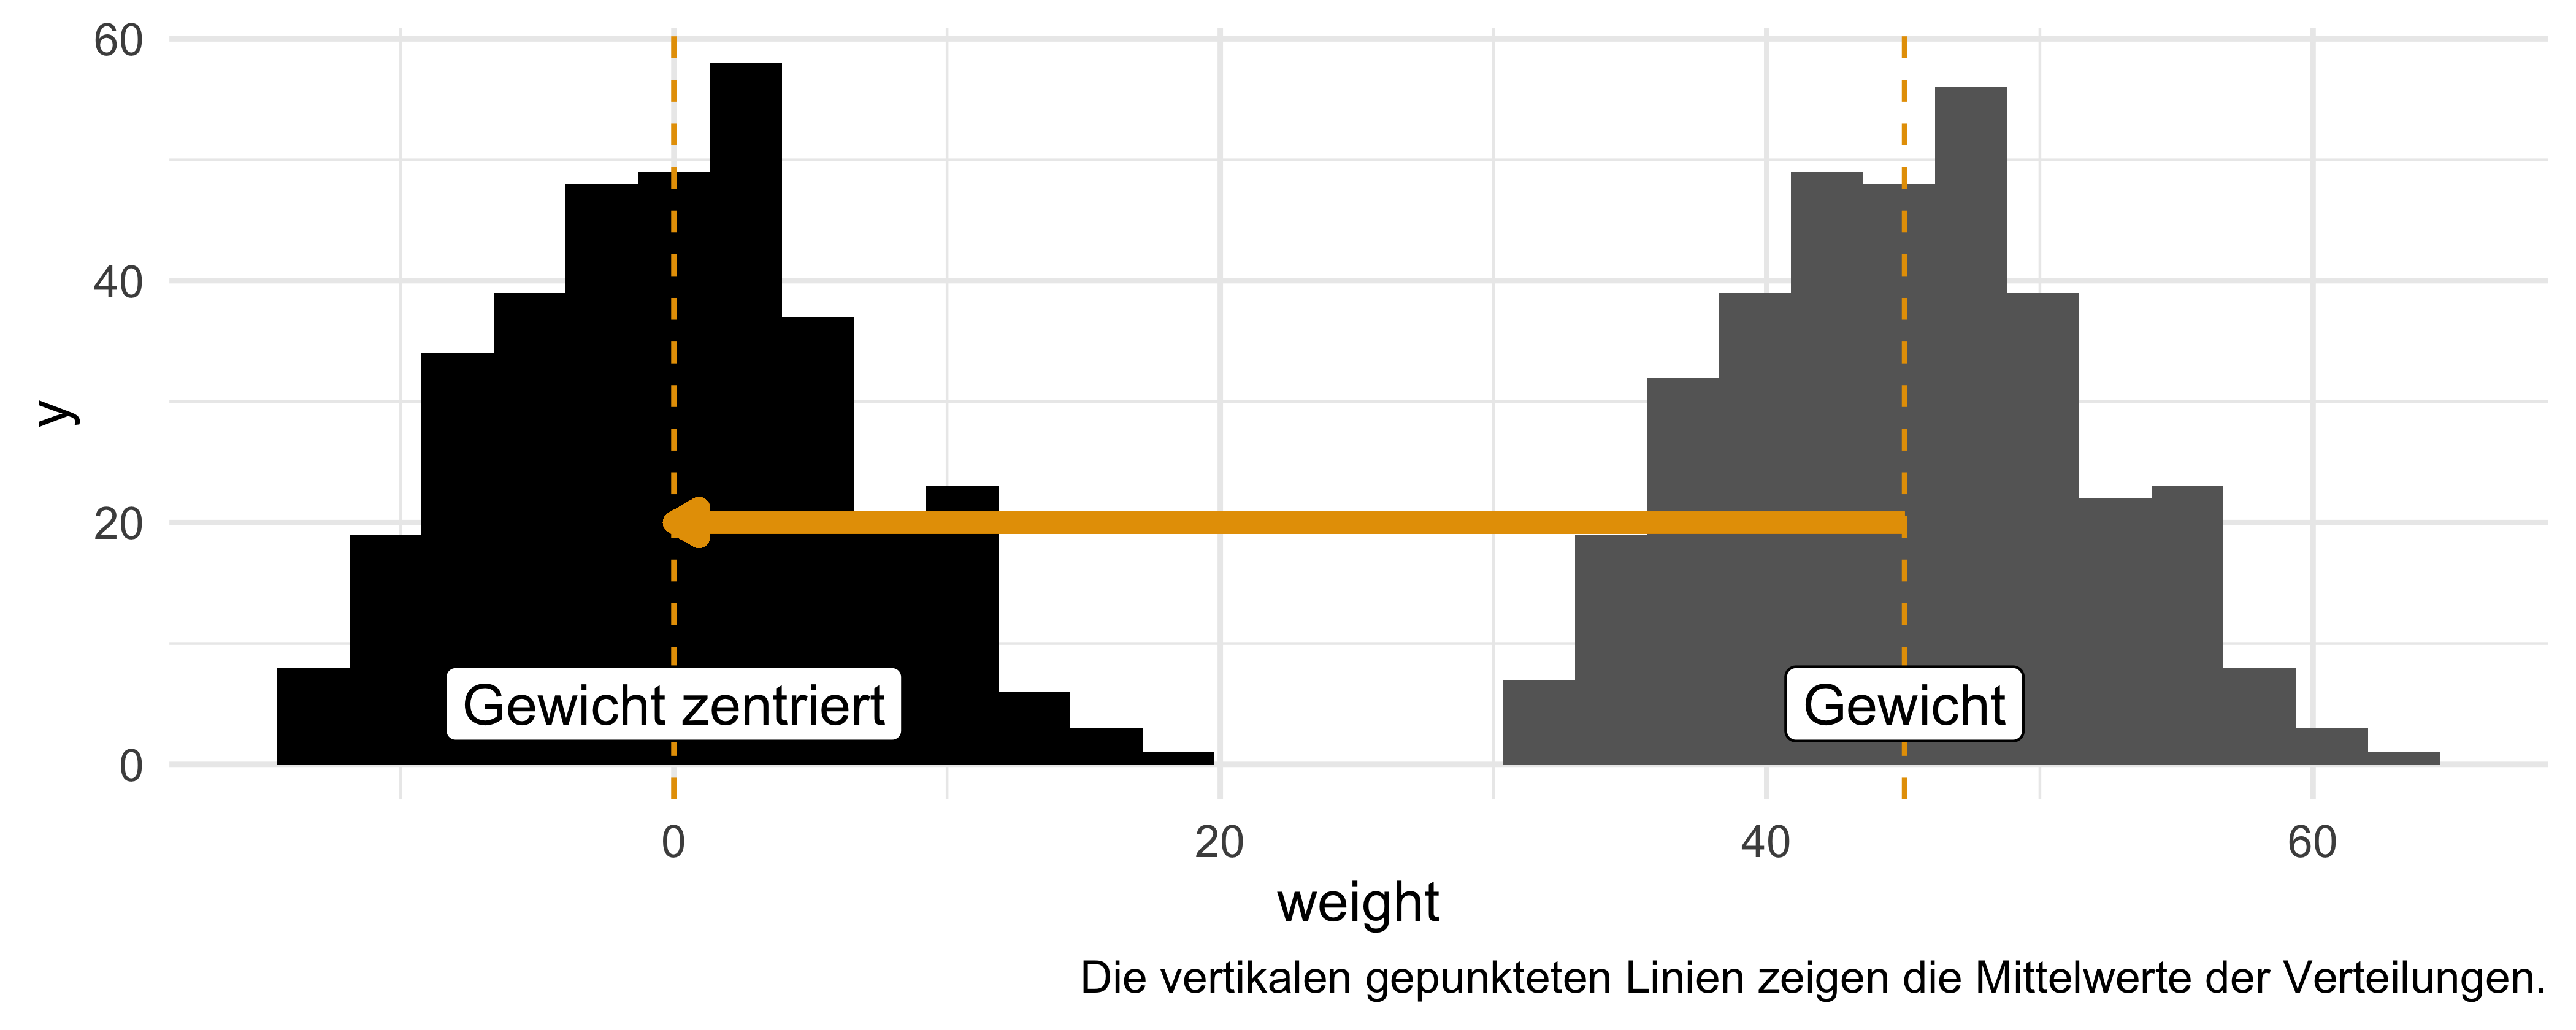 60
40
20
0
y
Gewicht zentriert
Gewicht
0
20
40
60
weight
Die vertikalen gepunkteten Linien zeigen die Mittelwerte der Verteilungen.